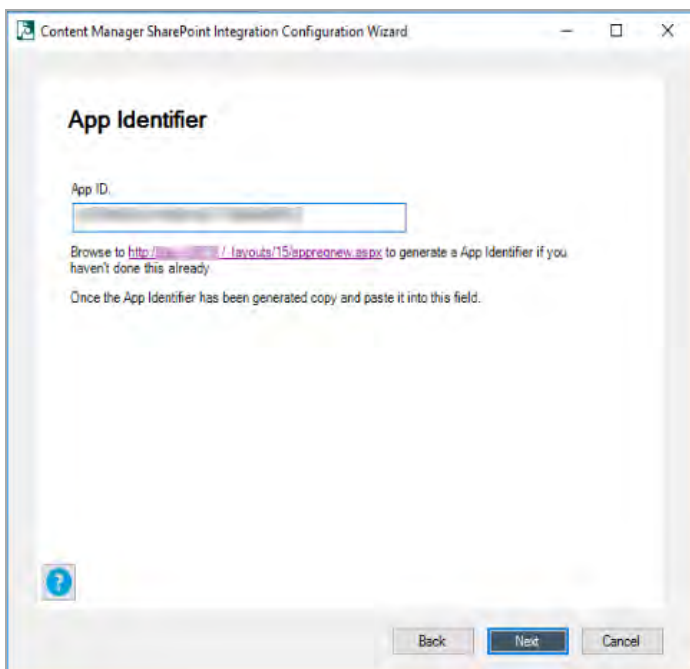 Content Manager SharePoint Integration Configuration Wizard
App Identifier
App ID.
Browse to http:/ /_layouts/15/appregnew.aspx to generate a App Identifier if you
haven't done this already
Once the App Identifier has been generated copy and paste it into this field.
?
Back Next Cancel